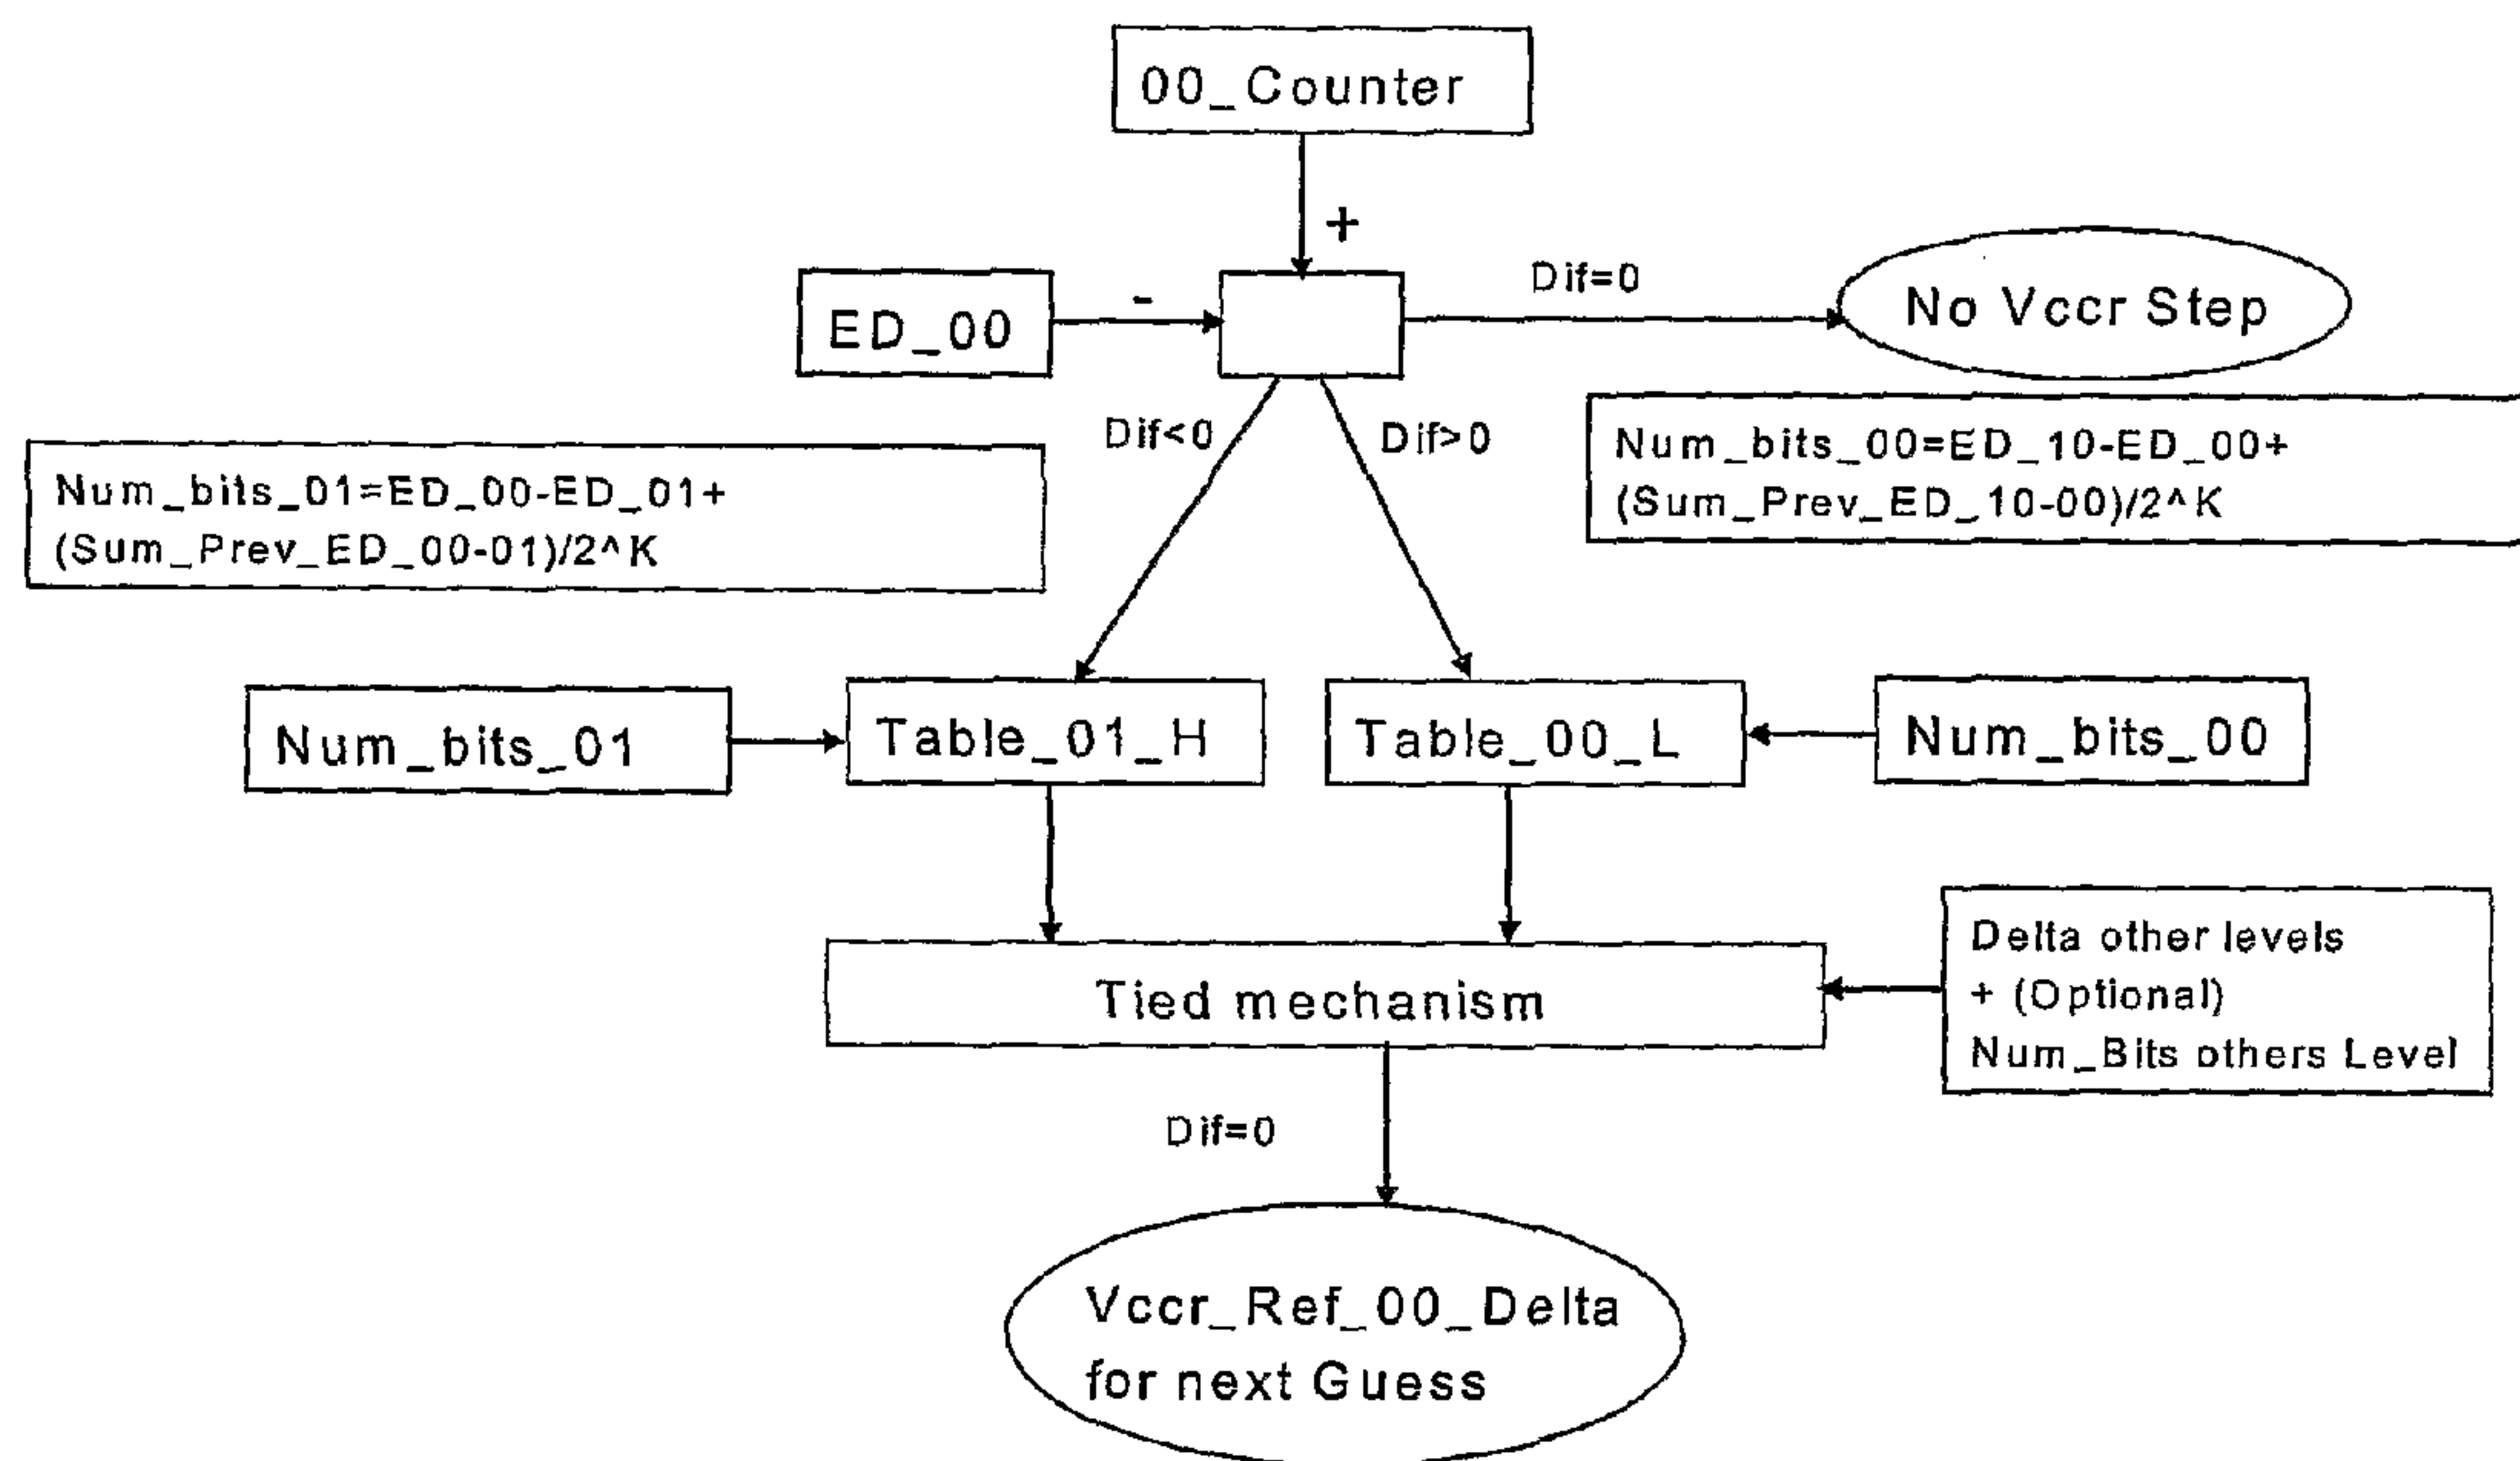 00_Counter
+
ED_00
-
Dif=0
No Vccr Step
Dif<0
Dif>0
Num_bits_01=ED_00-ED_01+
(Sum_Prev_ED_00-01)/2^K
Num_bits_00=ED_10-ED_00+
(Sum_Prev_ED_10-00)/2^K
Num_bits_01
Table_01_H
Table_00_L
Num_bits_00
Tied mechanism
Delta other levels
+ (Optional)
Num_Bits others Level
Dif=0
Vccr_Ref_00_Delta
for next Guess